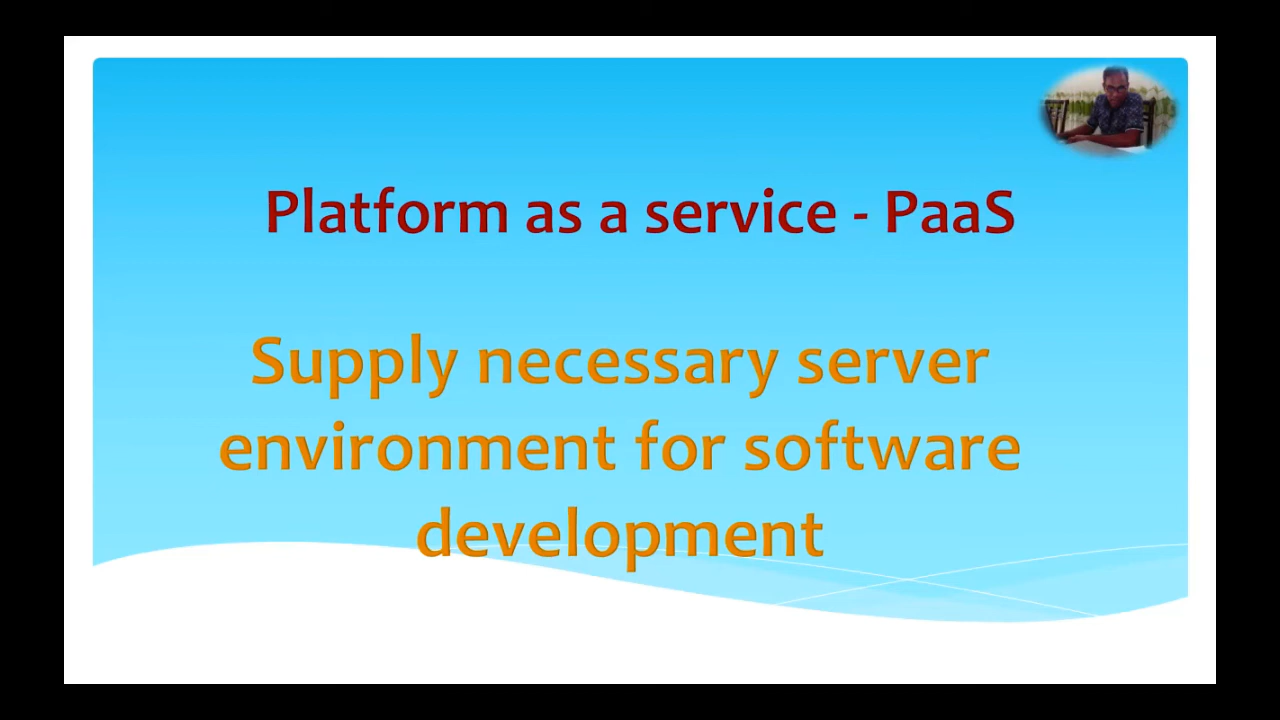 Platform as a service - PaaS
Supply necessary server
environment for software
development